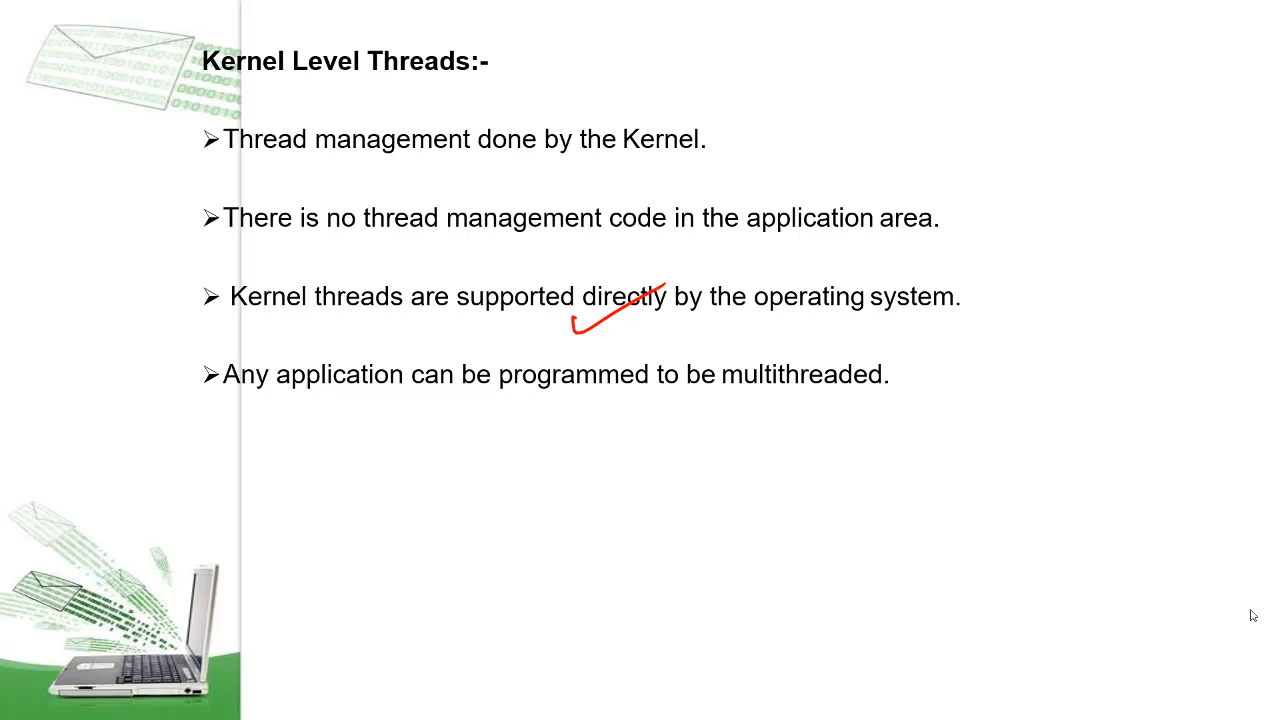 Kernel Level Threads:-
➢Thread management done by the Kernel.
➢There is no thread management code in the application area.
➢ Kernel threads are supported directly by the operating system.
➢Any application can be programmed to be multithreaded.